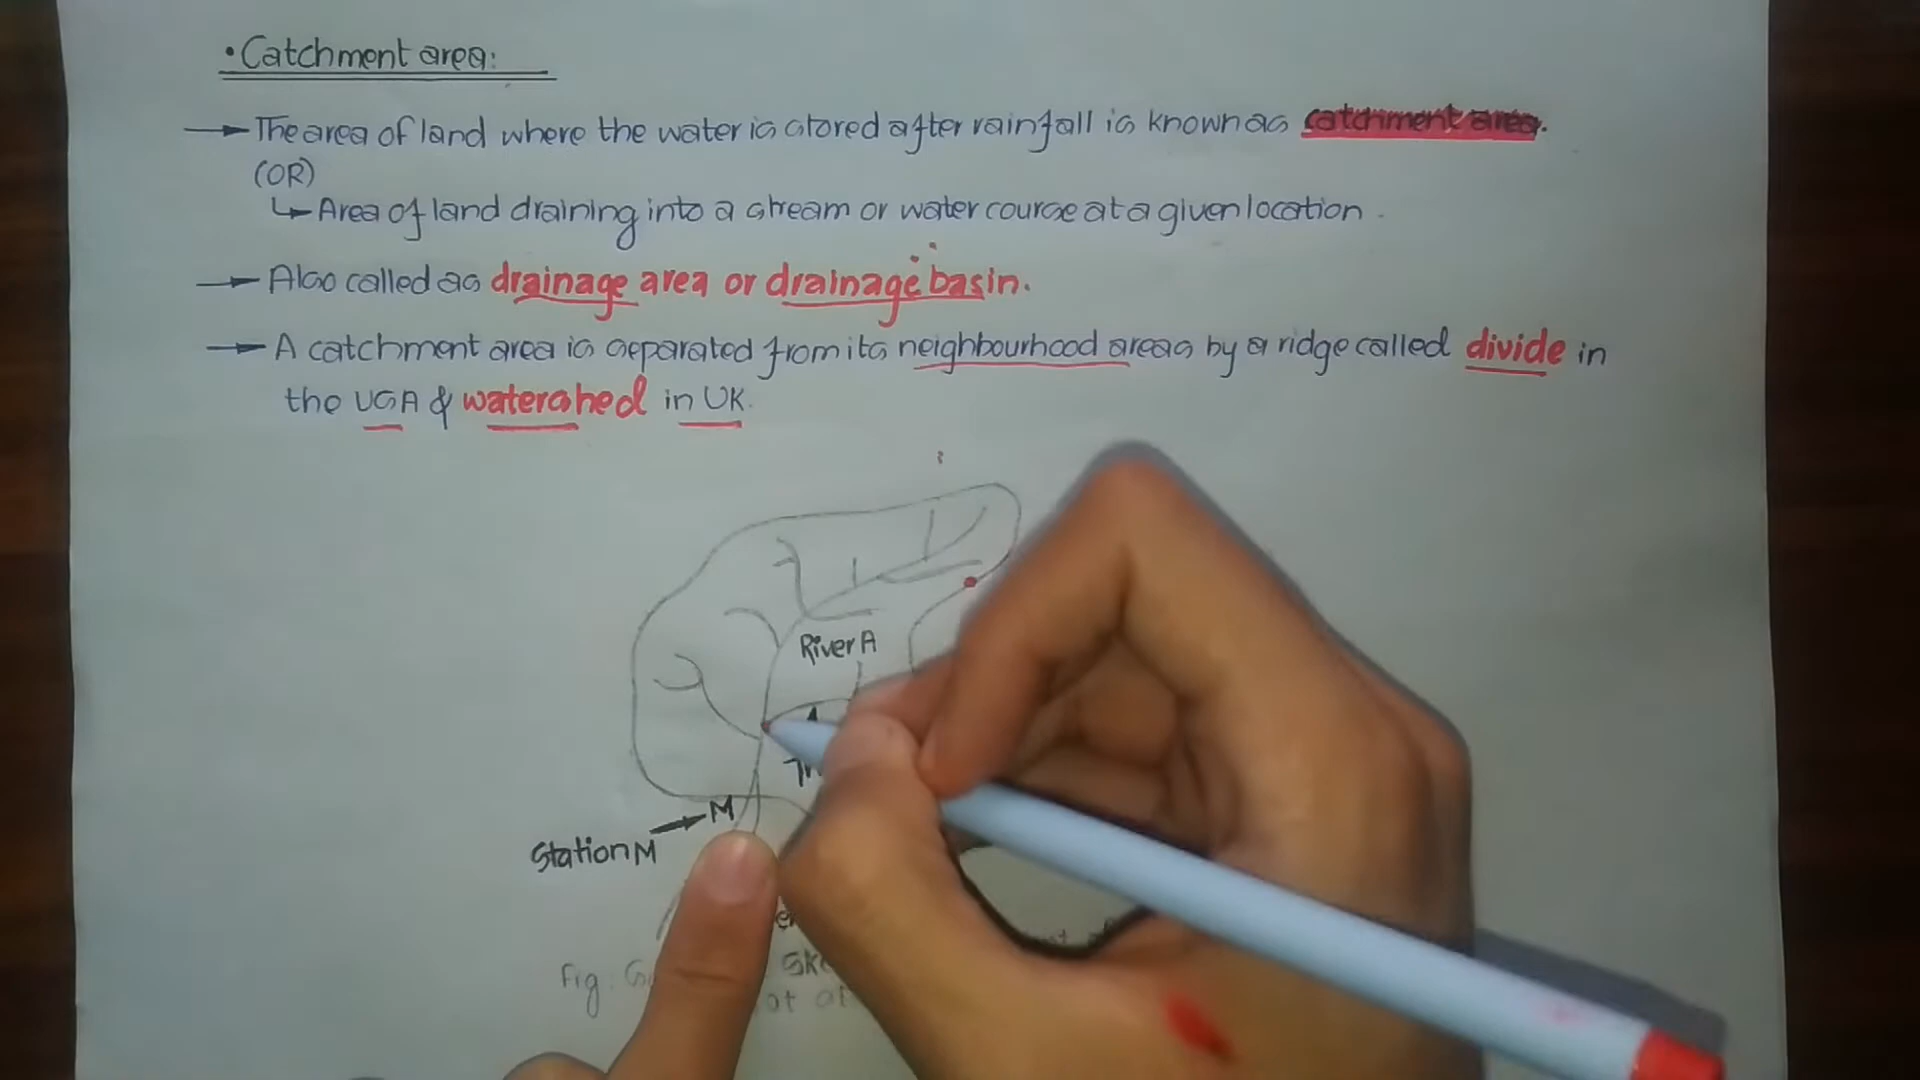 • Catchment area:
→ The area of land where the water is stored after rainfall is known as catchment area.
(OR)
↳ Area of land draining into a stream or water course at a given location.
→ Also called as drainage area or drainage basin.
→ A catchment area is separated from its neighbourhood areas by a ridge called divide in
the USA & watershed in UK.
River A
M
Station M
Fig: